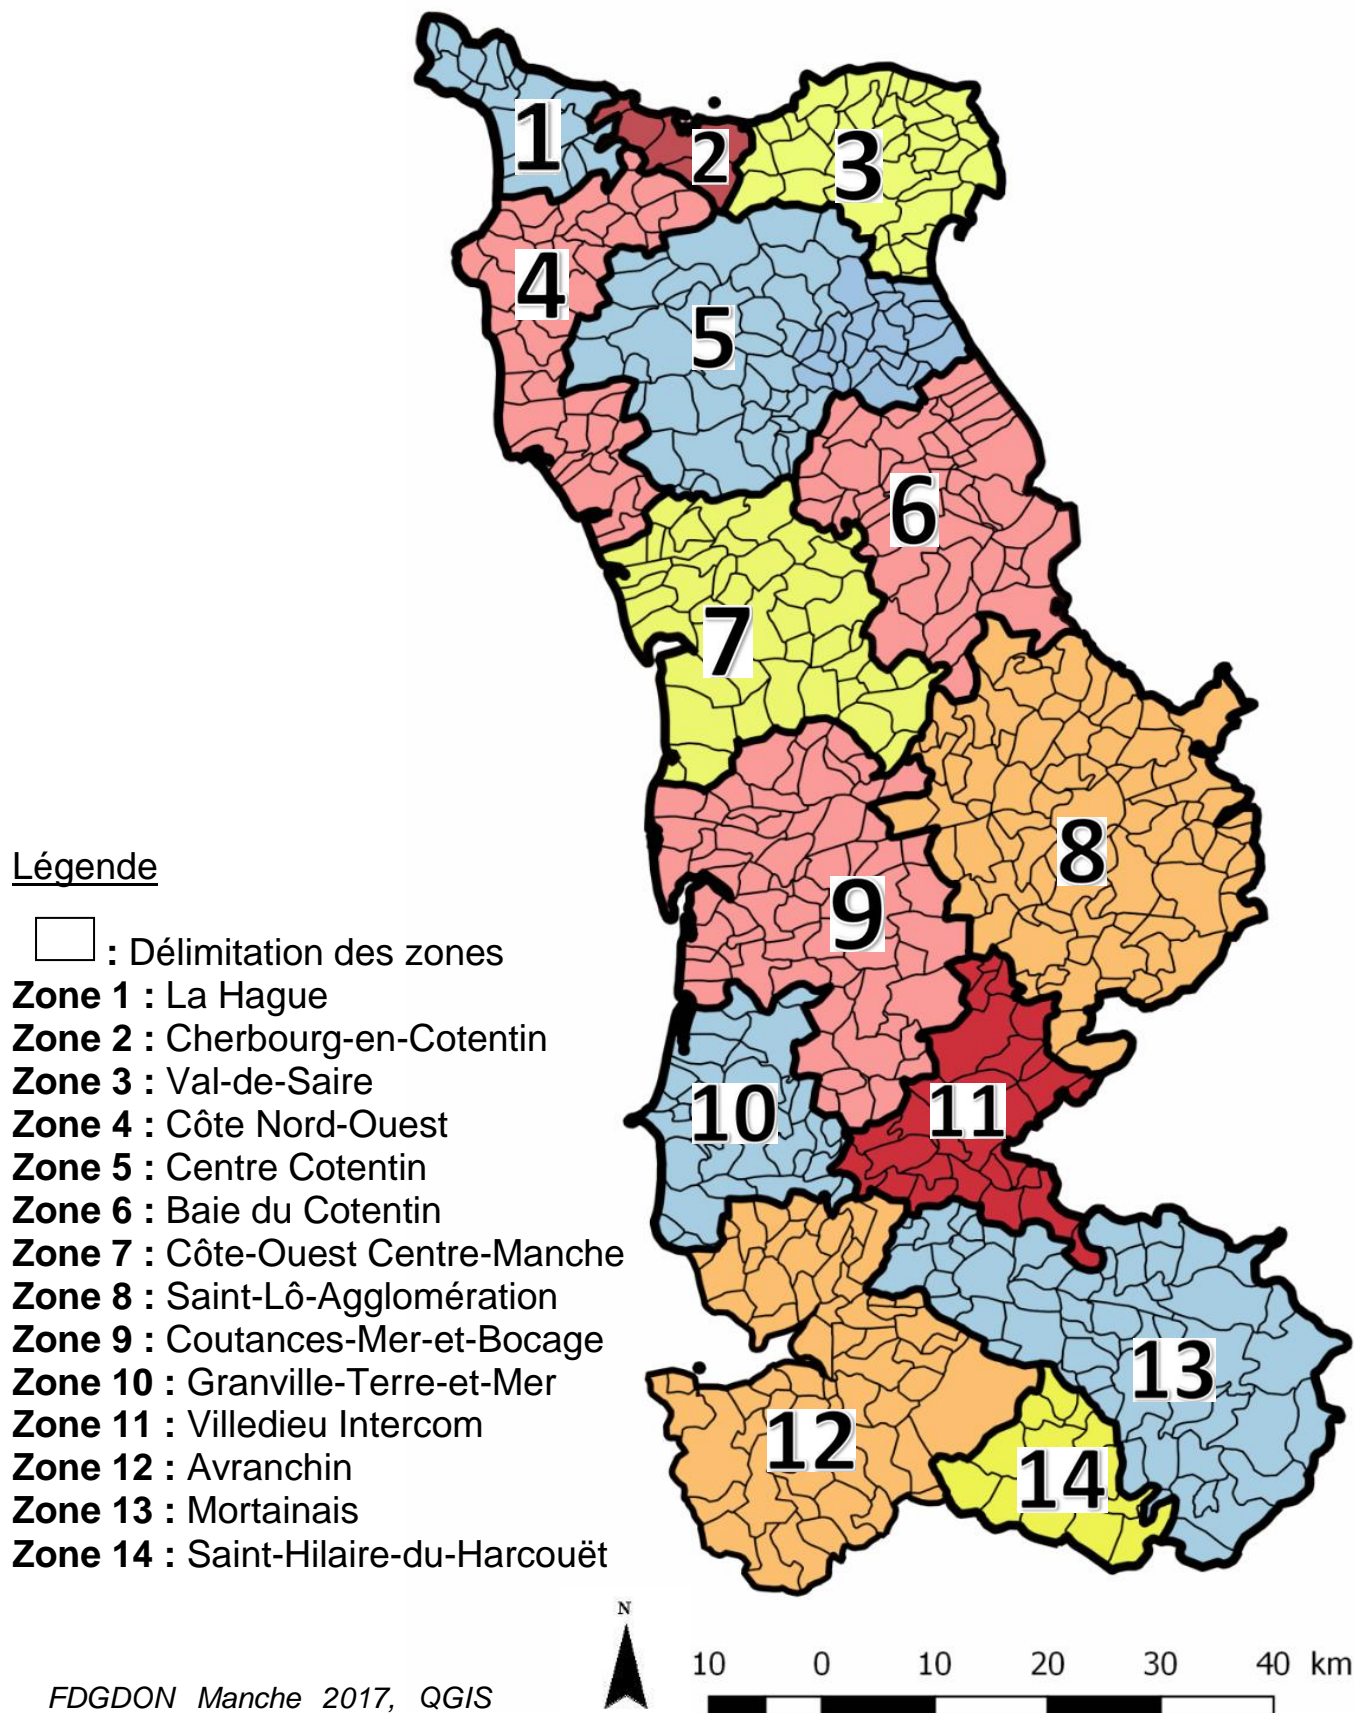 1
2
3
4
5
6
7
8
9
10
11
12
13
14
Légende
: Délimitation des zones
Zone 1 : La Hague
Zone 2 : Cherbourg-en-Cotentin
Zone 3 : Val-de-Saire
Zone 4 : Côte Nord-Ouest
Zone 5 : Centre Cotentin
Zone 6 : Baie du Cotentin
Zone 7 : Côte-Ouest Centre-Manche
Zone 8 : Saint-Lô-Agglomération
Zone 9 : Coutances-Mer-et-Bocage
Zone 10 : Granville-Terre-et-Mer
Zone 11 : Villedieu Intercom
Zone 12 : Avranchin
Zone 13 : Mortainais
Zone 14 : Saint-Hilaire-du-Harcouët
N
10 0 10 20 30 40 km
FDGDON Manche 2017, QGIS